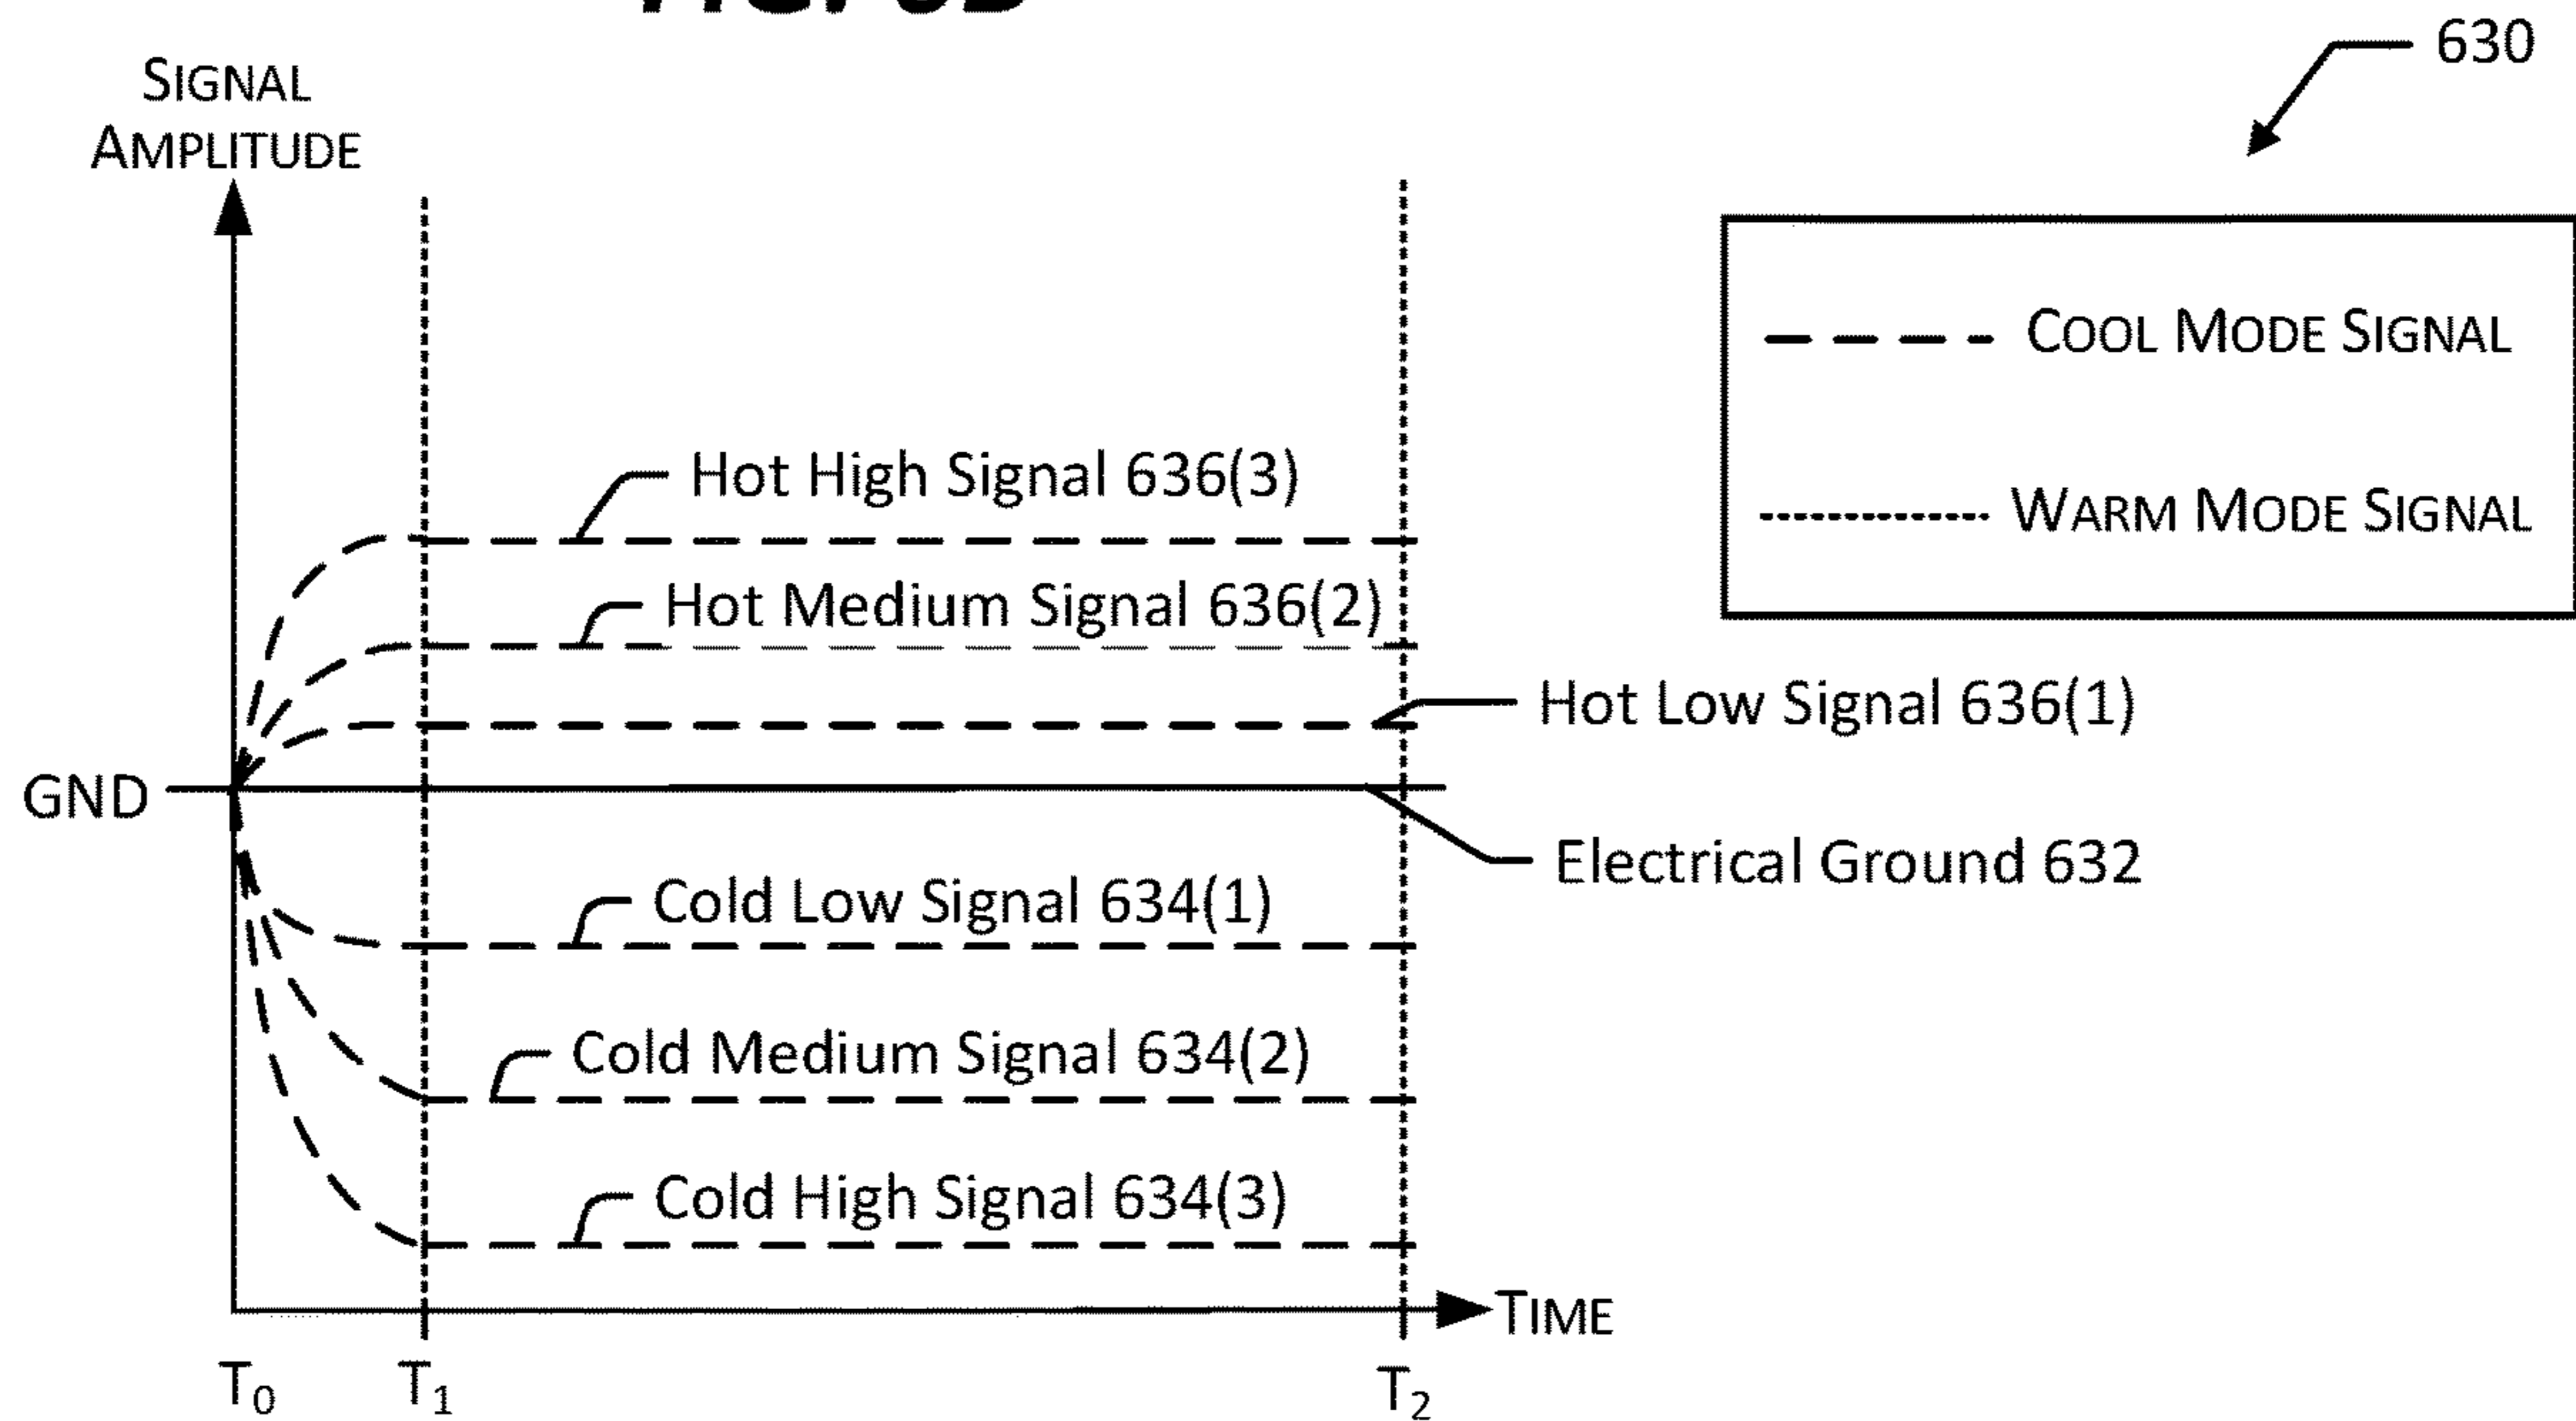 SIGNAL
AMPLITUDE
630
COOL MODE SIGNAL
WARM MODE SIGNAL
Hot High Signal 636(3)
Hot Medium Signal 636(2)
Hot Low Signal 636(1)
GND
Electrical Ground 632
Cold Low Signal 634(1)
Cold Medium Signal 634(2)
Cold High Signal 634(3)
TIME
T0
T1
T2